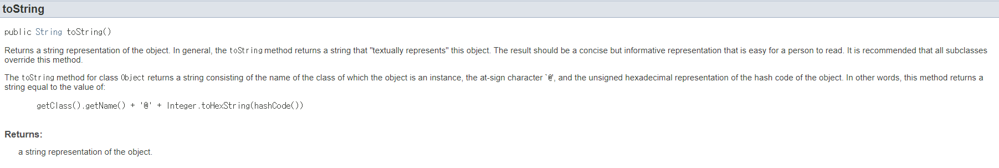 toString
public String toString()
Returns a string representation of the object. In general, the toString method returns a string that "textually represents" this object. The result should be a concise but informative representation that is easy for a person to read. It is recommended that all subclasses
override this method.
The toString method for class Object returns a string consisting of the name of the class of which the object is an instance, the at-sign character `@', and the unsigned hexadecimal representation of the hash code of the object. In other words, this method returns a
string equal to the value of:
getClass().getName() + '@' + Integer.toHexString(hashCode())
Returns:
a string representation of the object.